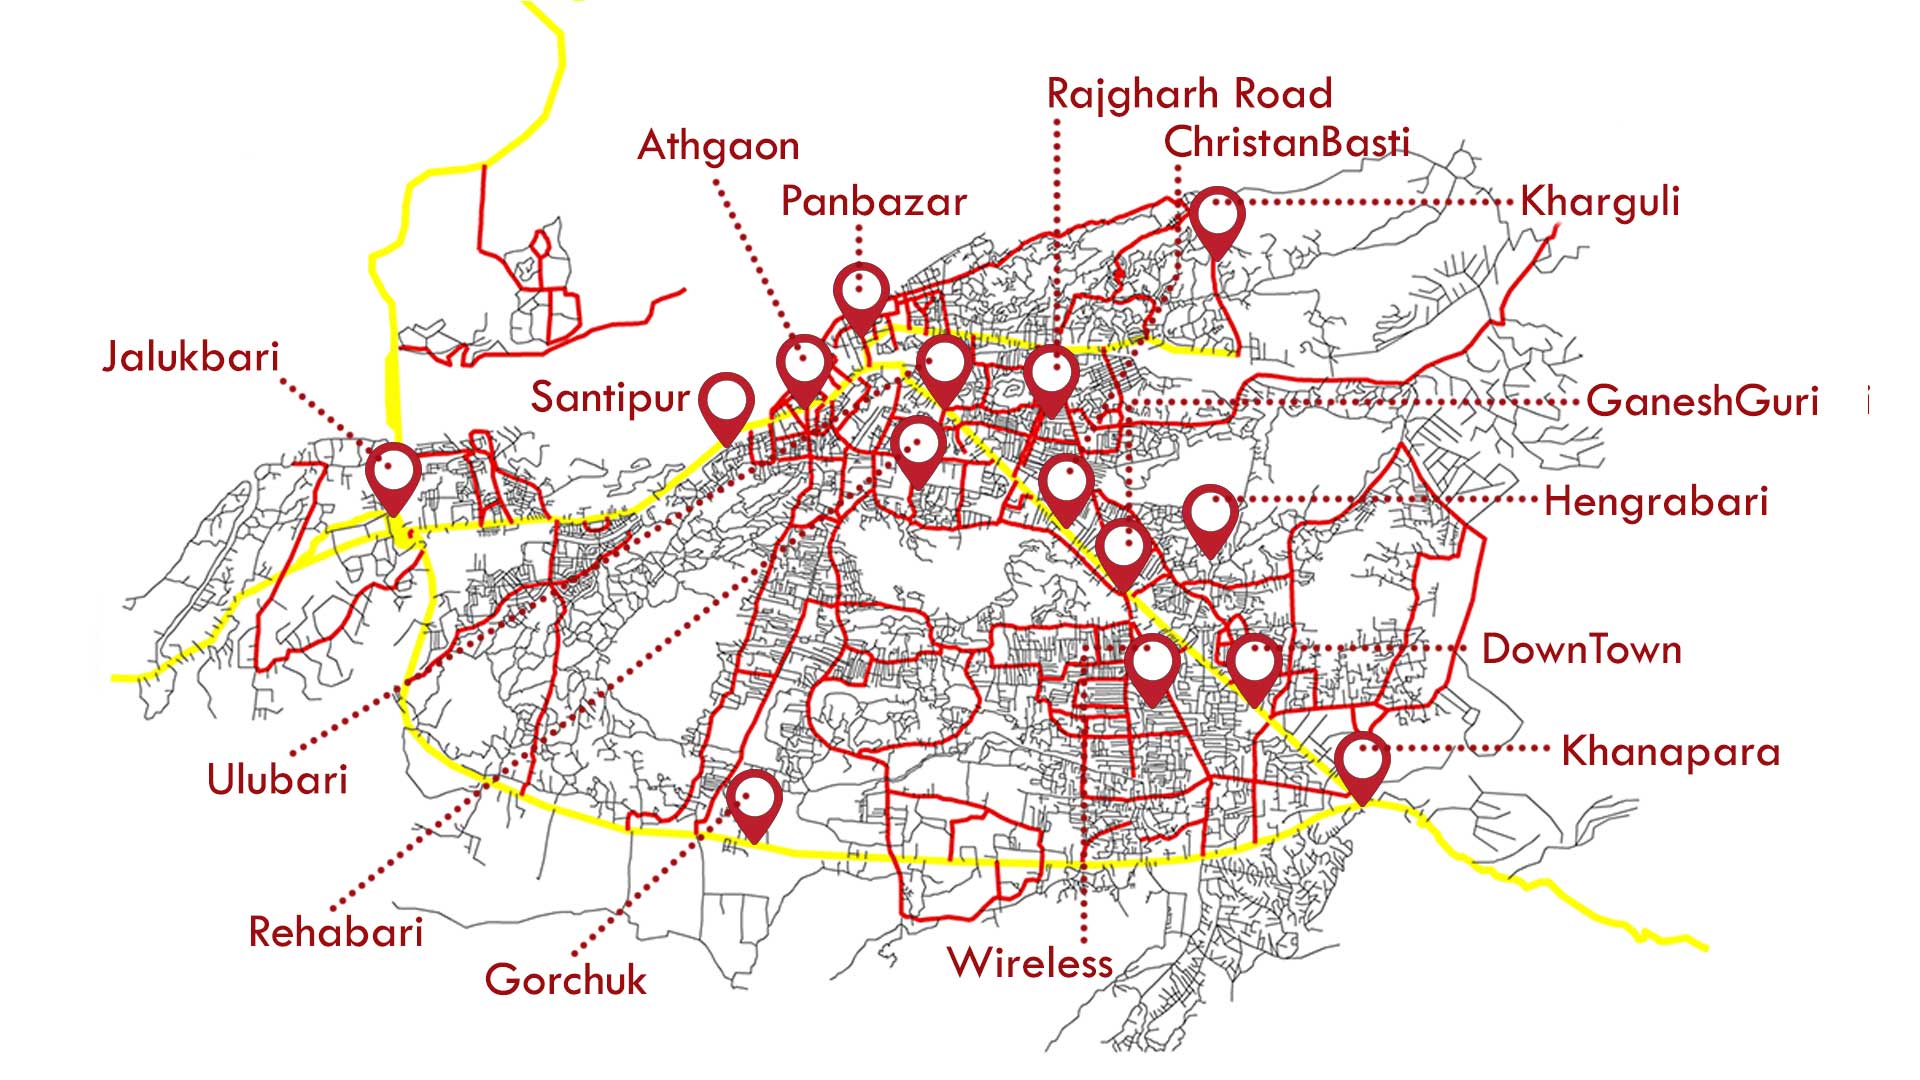 Rajgharh Road
Athgaon
ChristanBasti
Panbazar
Kharguli
Jalukbari
Santipur
GaneshGuri
i
Hengrabari
DownTown
Khanapara
Ulubari
Rehabari
Gorchuk
Wireless